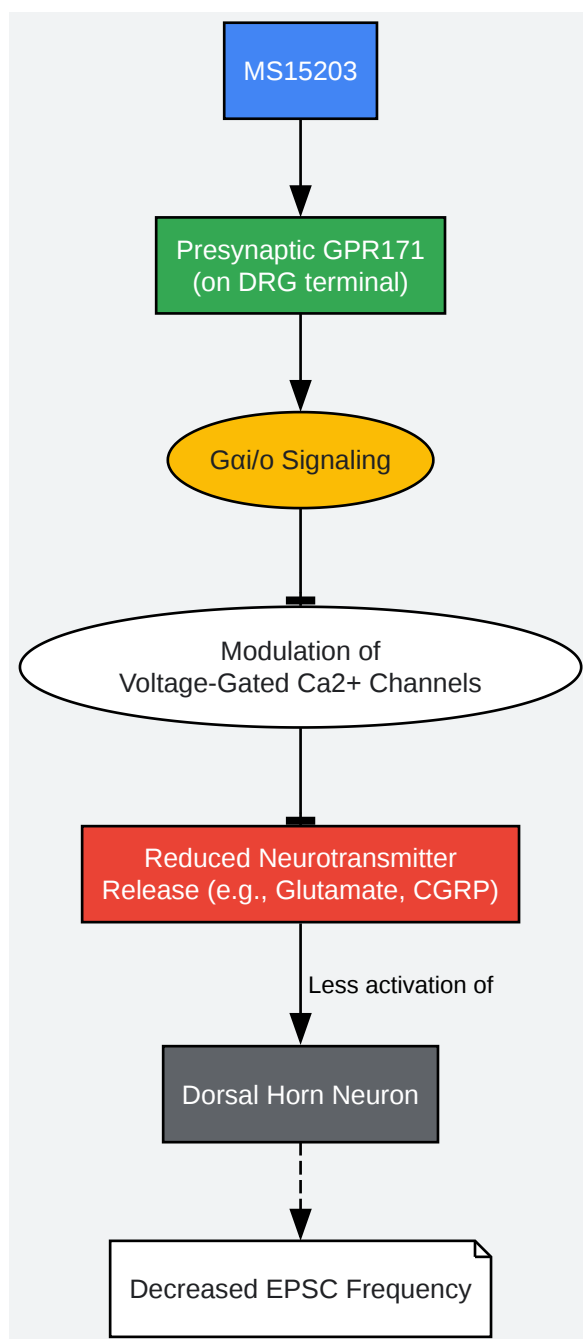 MS15203
Presynaptic GPR171
(on DRG terminal)
Gαi/o Signaling
Modulation of
Voltage-Gated Ca2+ Channels
Reduced Neurotransmitter
Release (e.g., Glutamate, CGRP)
Less activation of
Dorsal Horn Neuron
Decreased EPSC Frequency